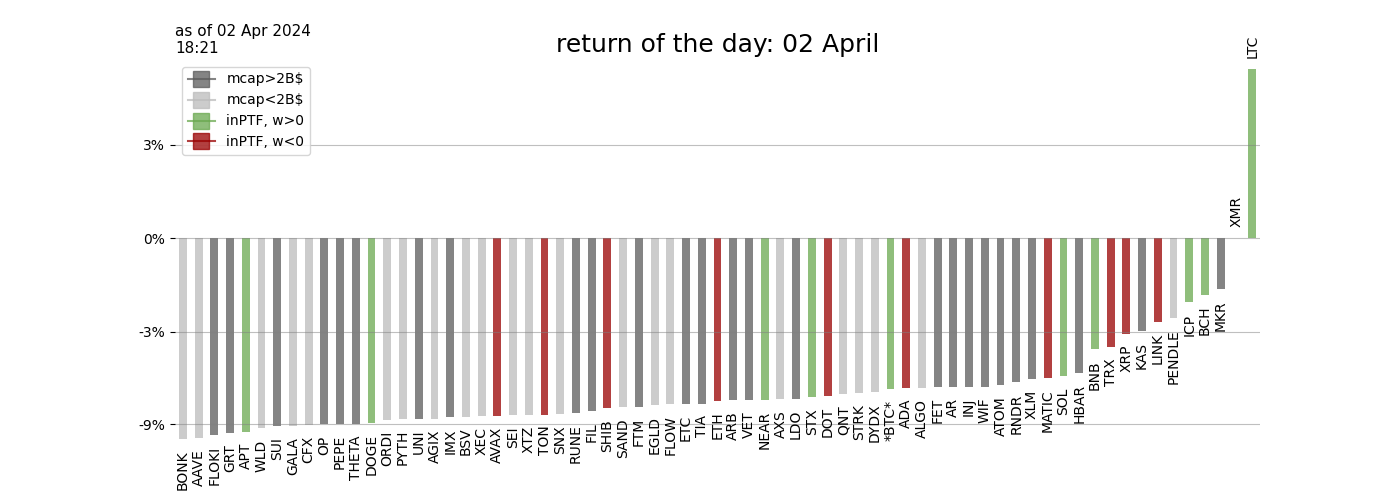 as of 02 Apr 2024
18:21
return of the day: 02 April
mcap>2B$
mcap<2B$
inPTF, w>0
inPTF, w<0
3%
0%
-3%
-9%
BONK
AAVE
FLOKI
GRT
APT
WLD
SUI
GALA
CFX
OP
PEPE
THETA
DOGE
ORDI
PYTH
UNI
AGIX
IMX
BSV
XEC
AVAX
SEI
XTZ
TON
SNX
RUNE
FIL
SHIB
SAND
FTM
EGLD
FLOW
ETC
TIA
ETH
ARB
VET
NEAR
AXS
LDO
STX
DOT
QNT
STRK
DYDX
*BTC*
ADA
ALGO
FET
AR
INJ
WIF
ATOM
RNDR
XLM
MATIC
SOL
HBAR
BNB
TRX
XRP
KAS
LINK
PENDLE
ICP
BCH
MKR
XMR
LTC